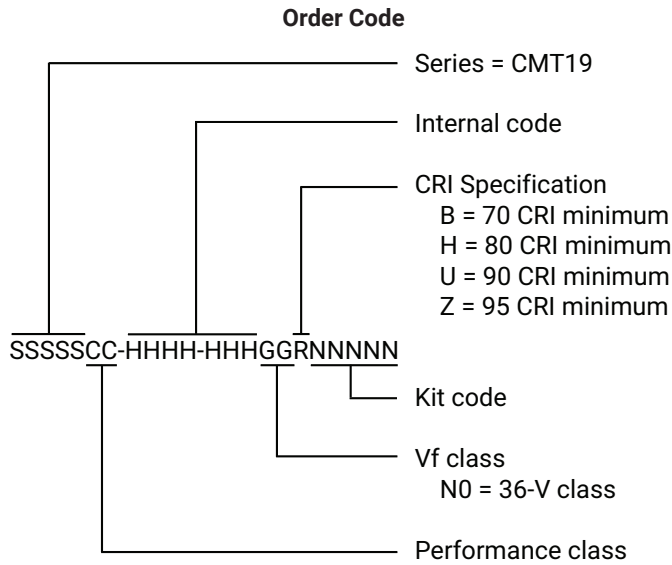 Order Code
Series = CMT19
Internal code
CRI Specification
B = 70 CRI minimum
H = 80 CRI minimum
U = 90 CRI minimum
Z = 95 CRI minimum
SSSSSCC-HHHH-HHHGGRNNNNN
Kit code
Vf class
N0 = 36-V class
Performance class